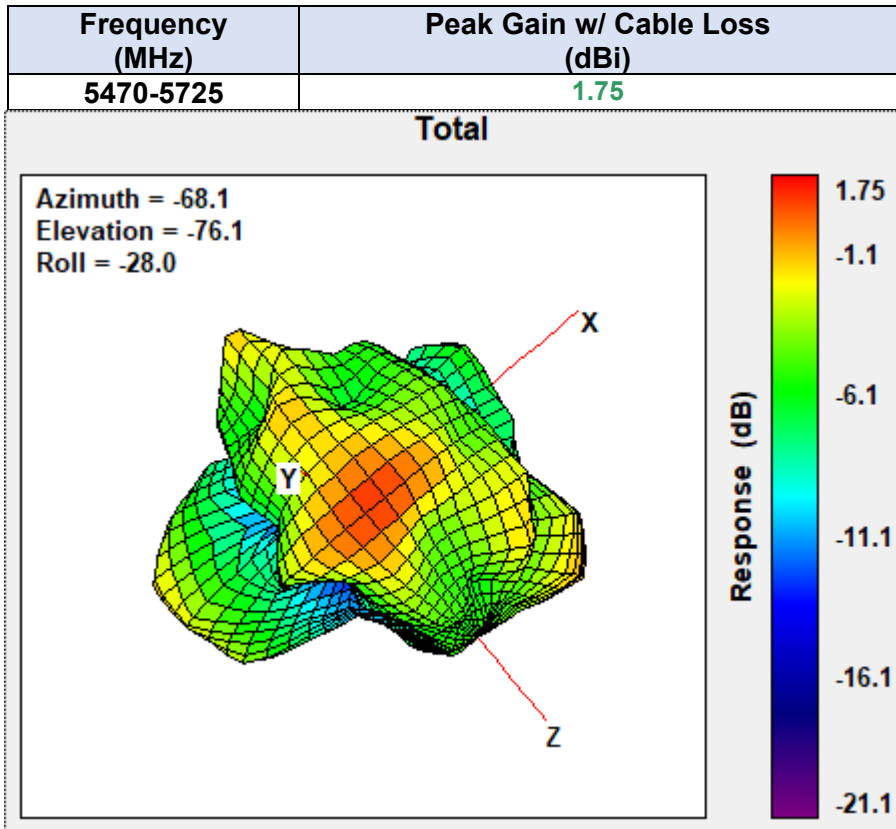 Frequency
(MHz)
Peak Gain w/ Cable Loss
(dBi)
5470-5725
1.75
Total
Azimuth = -68.1
Elevation = -76.1
Roll = -28.0
X
Y
Z
Response (dB)
1.75
-1.1
-6.1
-11.1
-16.1
-21.1